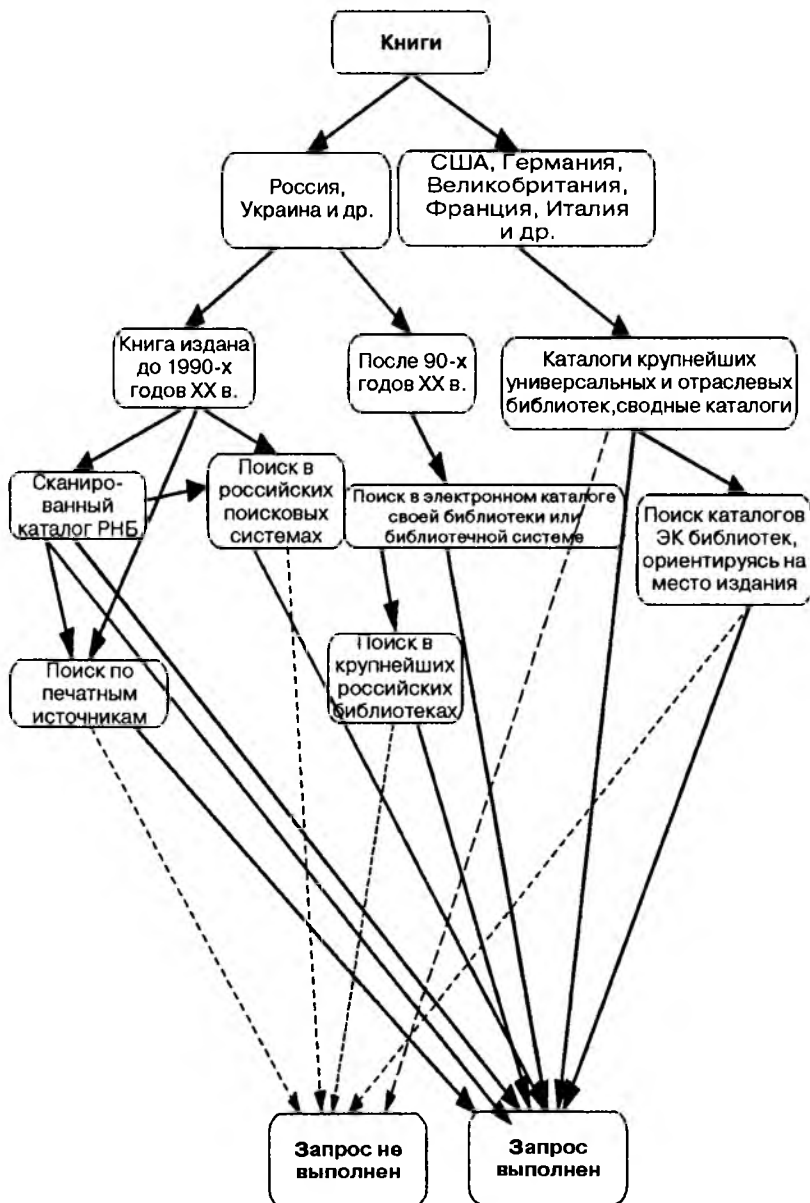 Книги
Россия,
Украина и др.
США, Германия,
Великобритания,
Франция, Италия
и др.
Книга издана
до 1990-х
годов XX в.
После 90-х
годов XX в.
Каталоги крупнейших
универсальных и отраслевых
библиотек,сводные каталоги
Сканиро-
ванный
каталог РНБ
Поиск в
российских
поисковых
системах
Поиск в электронном каталоге
своей библиотеки или
библиотечной системе
Поиск каталогов
ЭК библиотек,
ориентируясь на
место издания
Поиск по
печатным
источникам
Поиск в
крупнейших
российских
библиотеках
Запрос не
выполнен
Запрос
выполнен